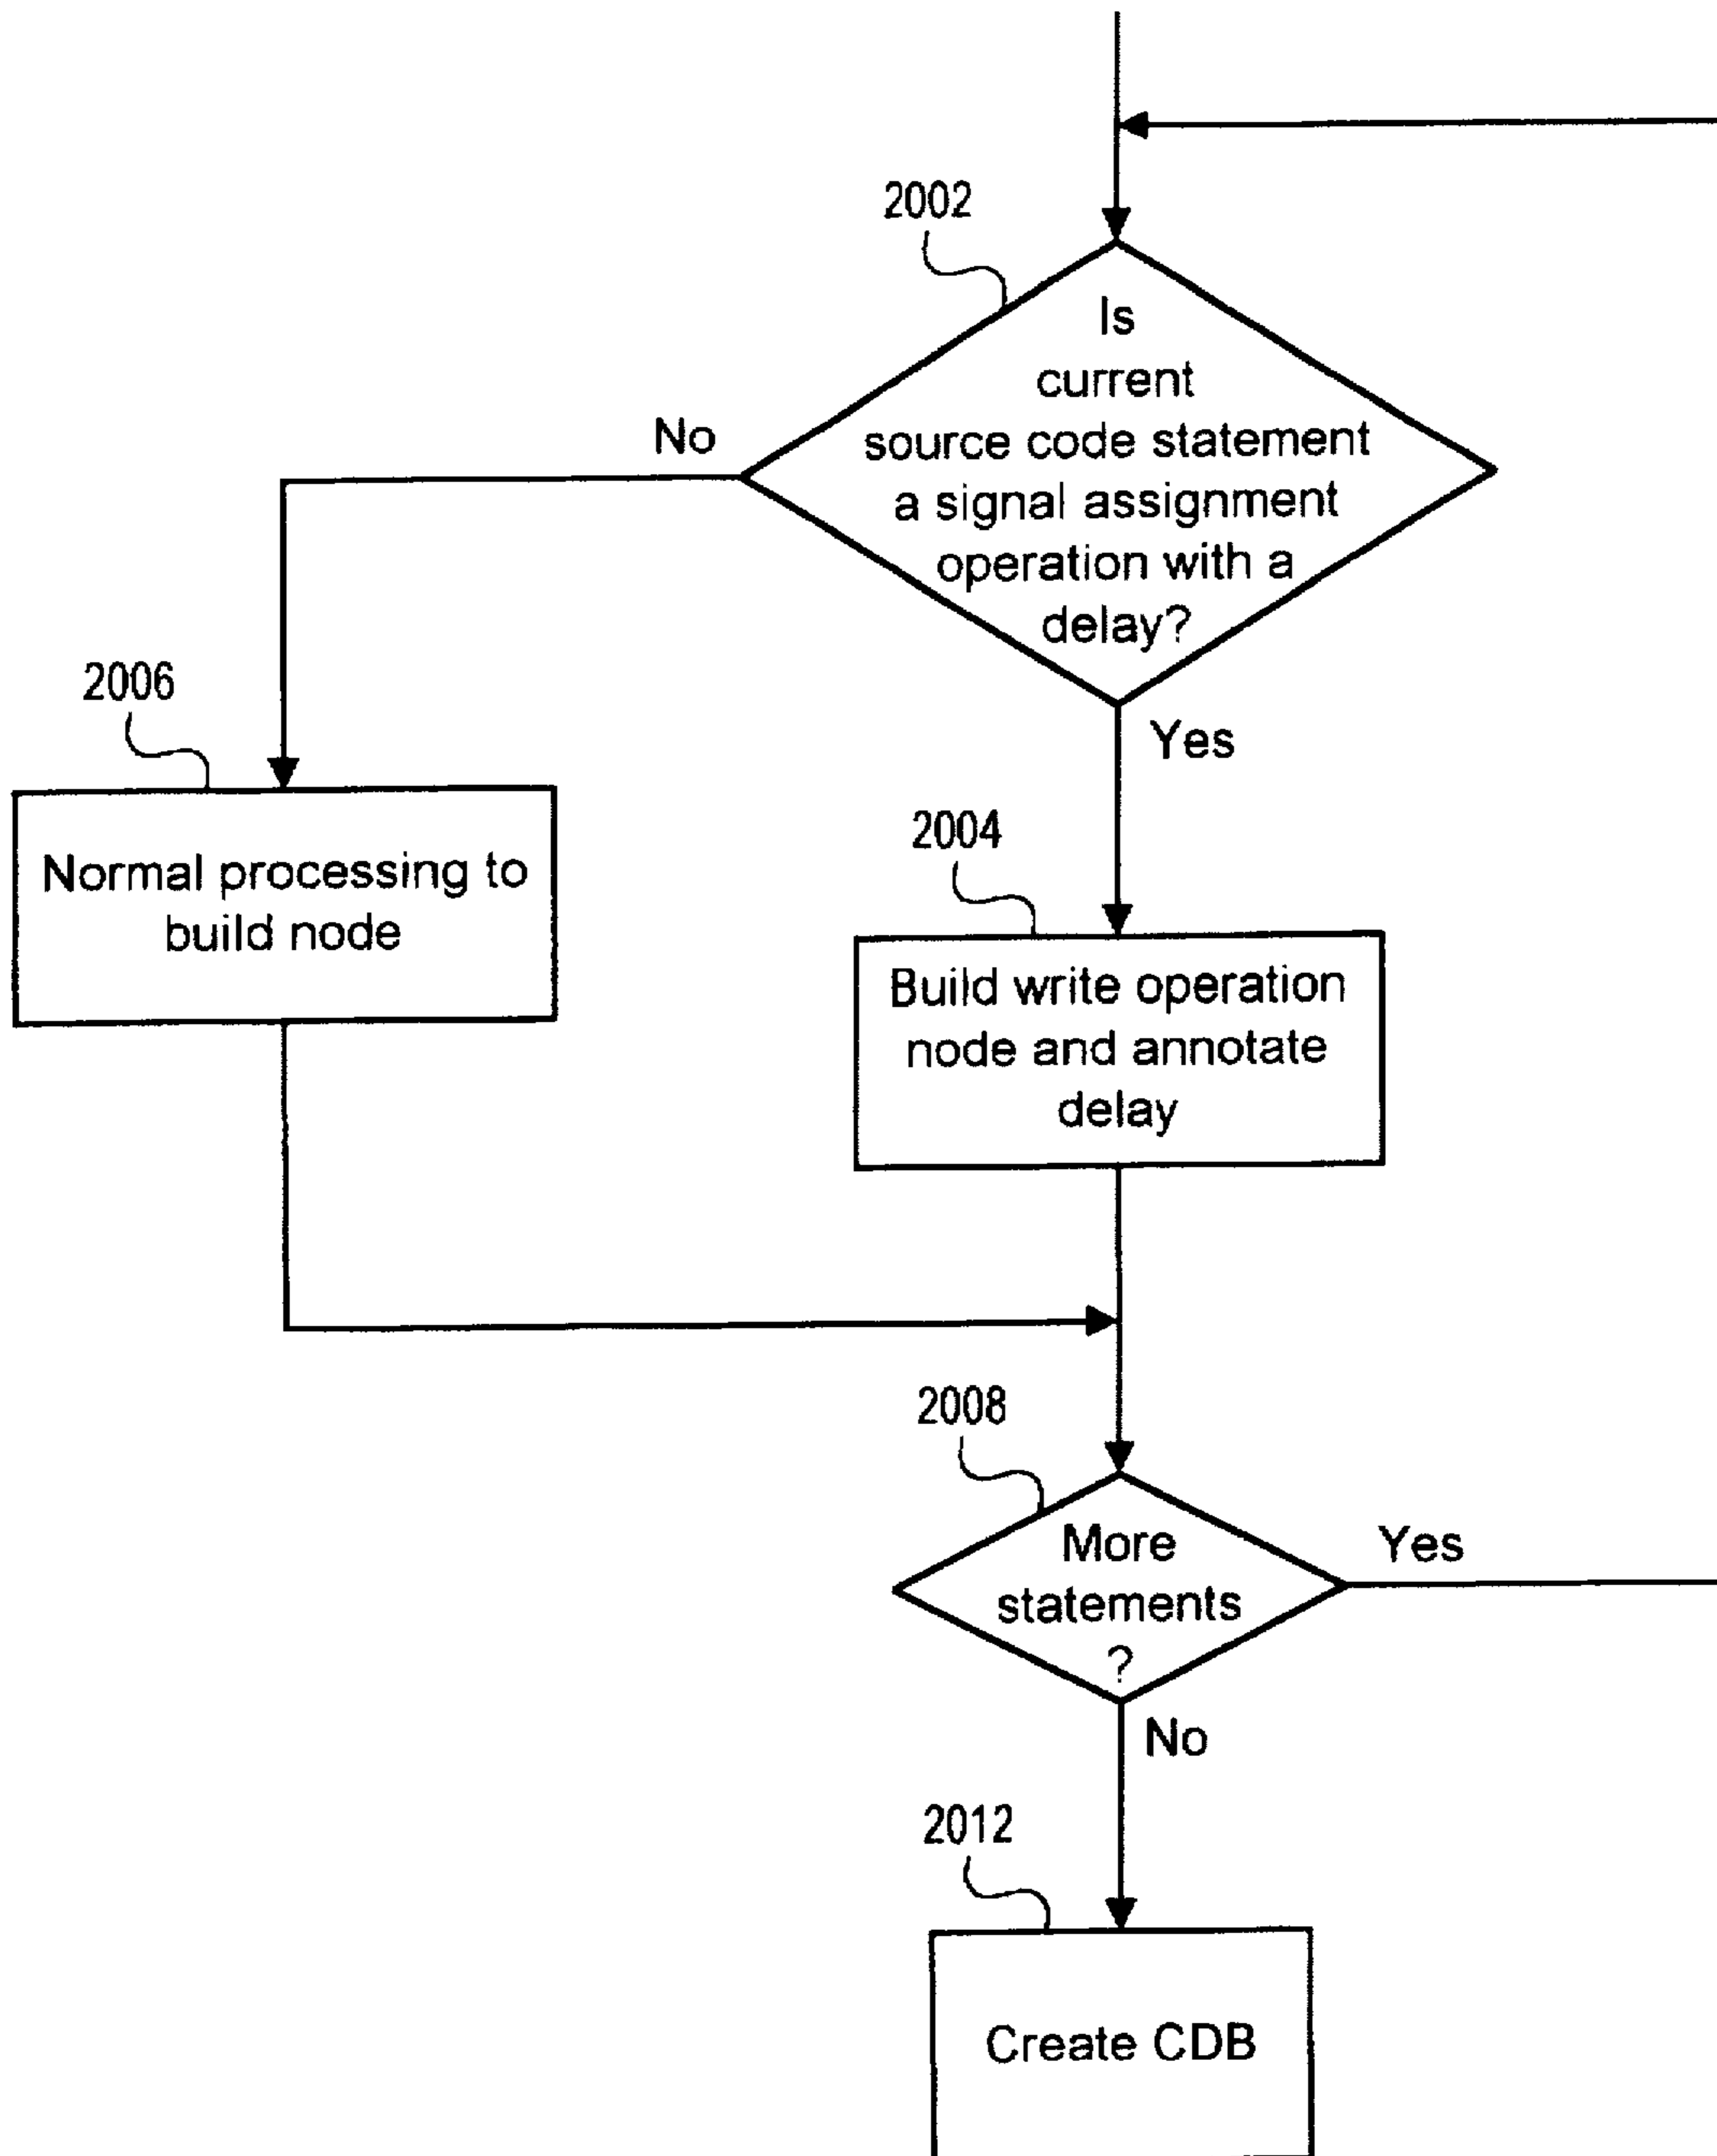 2002
Is
current
source code statement
a signal assignment
operation with a
delay?
No
Yes
2006
Normal processing to
build node
2004
Build write operation
node and annotate
delay
2008
More
statements
?
Yes
No
2012
Create CDB